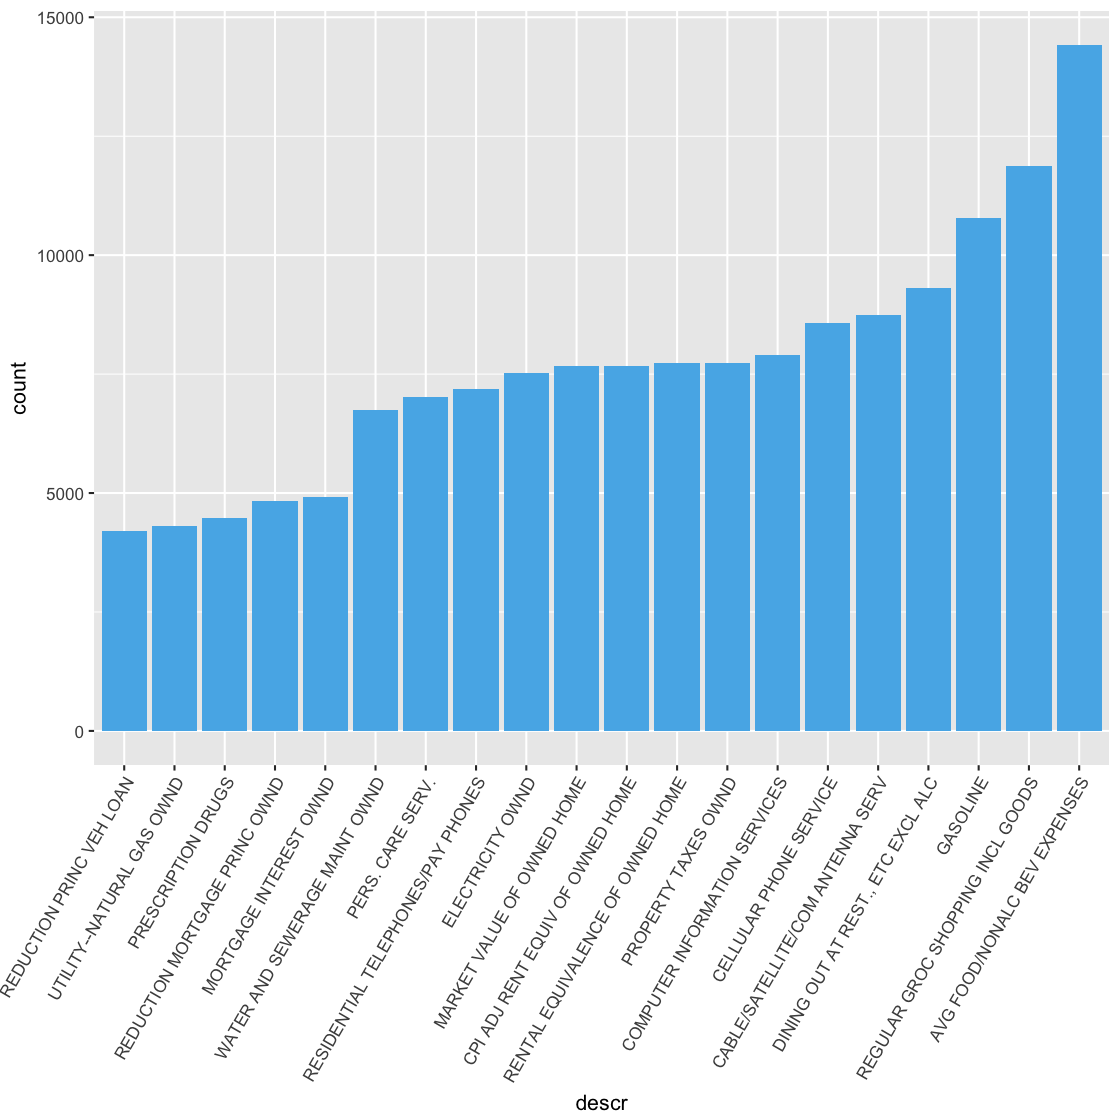 15000
10000
5000
0
count
REDUCTION PRINC VEH LOAN
UTILITY-NATURAL GAS OWND
PRESCRIPTION DRUGS
REDUCTION MORTGAGE PRINC OWND
MORTGAGE INTEREST OWND
WATER AND SEWERAGE MAINT OWND
PERS. CARE SERV.
RESIDENTIAL TELEPHONES/PAY PHONES
ELECTRICITY OWND
MARKET VALUE OF OWNED HOME
CPI ADJ RENT EQUIV OF OWNED HOME
RENTAL EQUIVALENCE OF OWNED HOME
PROPERTY TAXES OWND
COMPUTER INFORMATION SERVICES
CELLULAR PHONE SERVICE
CABLE/SATELLITE/COM ANTENNA SERV
DINING OUT AT REST., ETC EXCL ALC
GASOLINE
REGULAR GROC SHOPPING INCL GOODS
AVG FOOD/NONALC BEV EXPENSES
descr